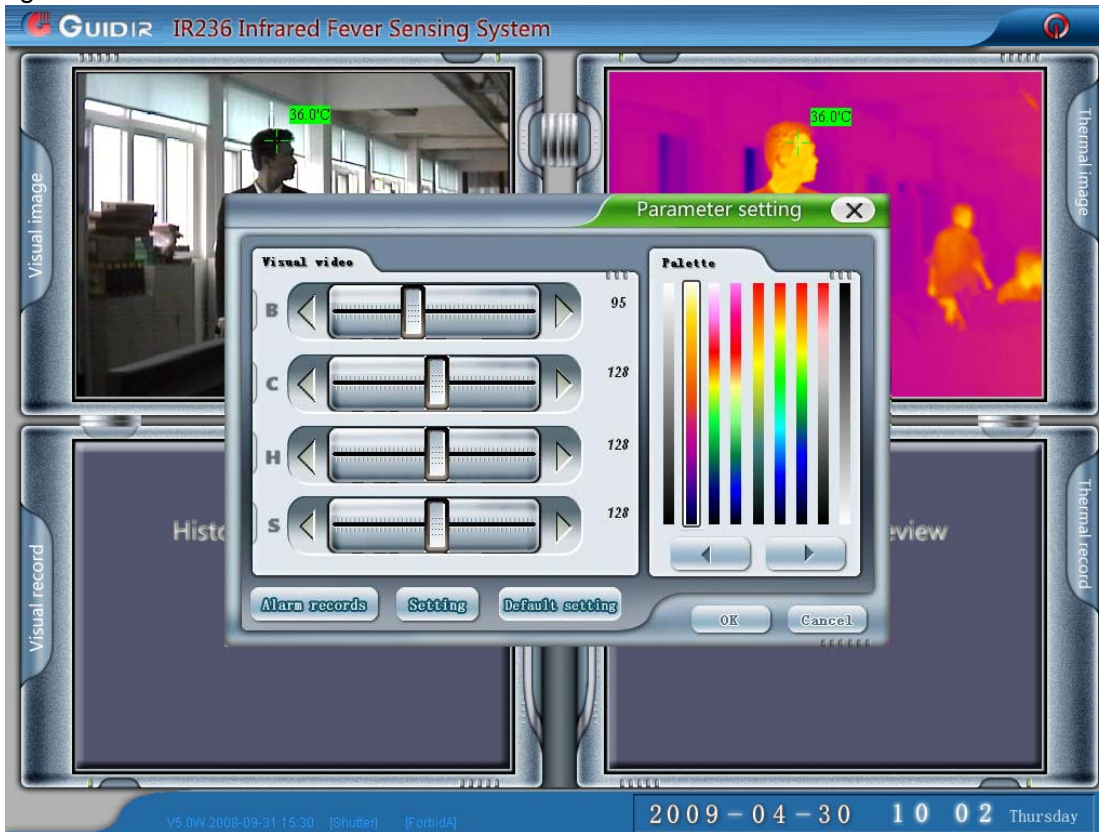 GUIDIR IR236 Infrared Fever Sensing System
36.0°C
36.0°C
Visual image
Thermal image
Parameter setting
Visual video
Palette
B
95
C
128
H
128
S
128
Alarm records
Setting
Default setting
OK
Cancel
Visual record
Thermal record
V5.0W 2008-09-31 15:30 [Shutter] [ForbidA]
2009-04-30 10 02 Thursday